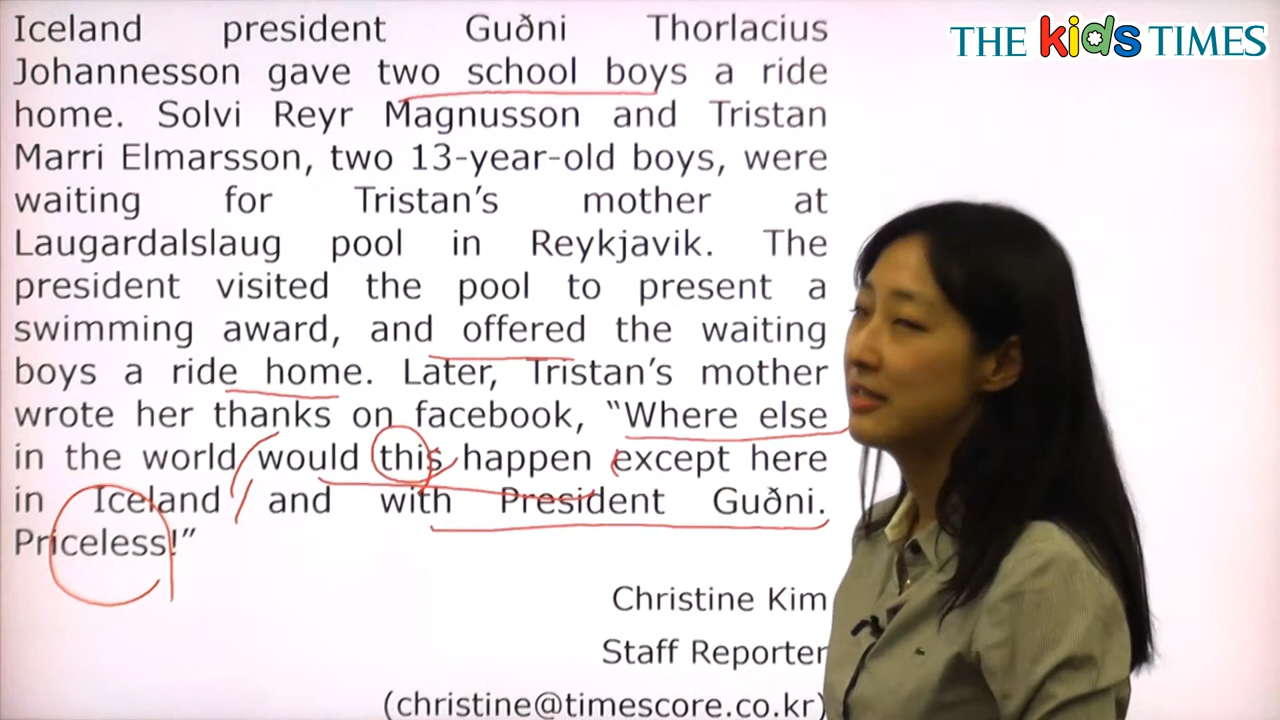 THE kids TIMES
Iceland president Guðni Thorlacius
Johannesson gave two school boys a ride
home. Solvi Reyr Magnusson and Tristan
Marri Elmarsson, two 13-year-old boys, were
waiting for Tristan's mother at
Laugardalslaug pool in Reykjavik. The
president visited the pool to present a
swimming award, and offered the waiting
boys a ride home. Later, Tristan's mother
wrote her thanks on facebook, “Where else
in the world would this happen except here
in Iceland and with President Guðni.
Priceless!”
Christine Kim
Staff Reporter
(christine@timescore.co.kr)